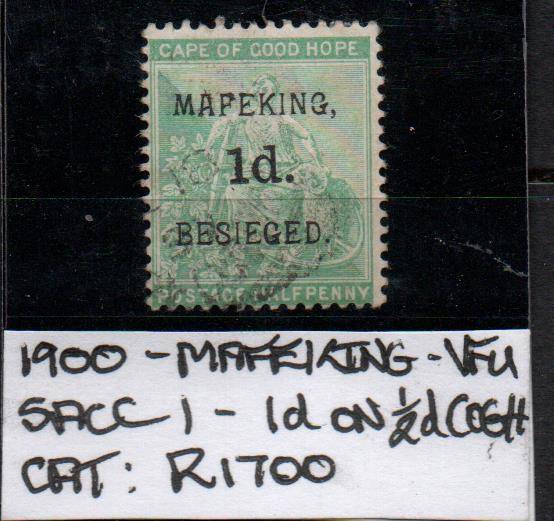 CAPE OF GOOD HOPE
MAFEKING,
1d.
BESIEGED.
POSTAGE HALFPENNY
1900 - MAFEKING - VFU
SACC 1 - 1d ON ½d COGH
CAT: R1700